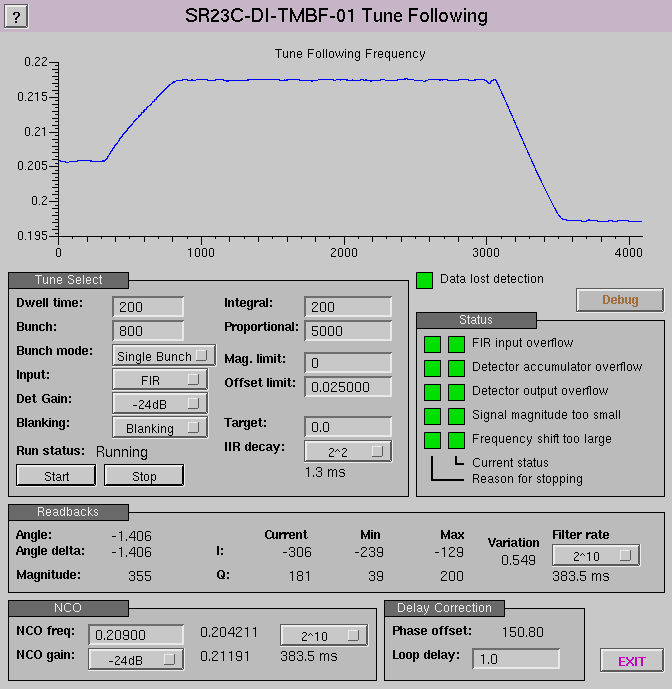 ?
SR23C-DI-TMBF-01 Tune Following
Tune Following Frequency
0.22
0.215
0.21
0.205
0.2
0.195
0 1000 2000 3000 4000
Tune Select
Dwell time: 200
Bunch: 800
Bunch mode: Single Bunch
Input: FIR
Det Gain: -24dB
Blanking: Blanking
Run status: Running
Start Stop
Integral: 200
Proportional: 5000
Mag. limit: 0
Offset limit: 0.025000
Target: 0.0
IIR decay: 2^2
1.3 ms
Data lost detection
Debug
Status
FIR input overflow
Detector accumulator overflow
Detector output overflow
Signal magnitude too small
Frequency shift too large
Current status
Reason for stopping
Readbacks
Angle: -1.406
Angle delta: -1.406
Magnitude: 355
Current Min Max
I: -306 -239 -129
Q: 181 39 200
Variation
0.549
Filter rate
2^10
383.5 ms
NCO
NCO freq: 0.20900 0.204211 2^10
NCO gain: -24dB 0.21191 383.5 ms
Delay Correction
Phase offset: 150.80
Loop delay: 1.0
EXIT